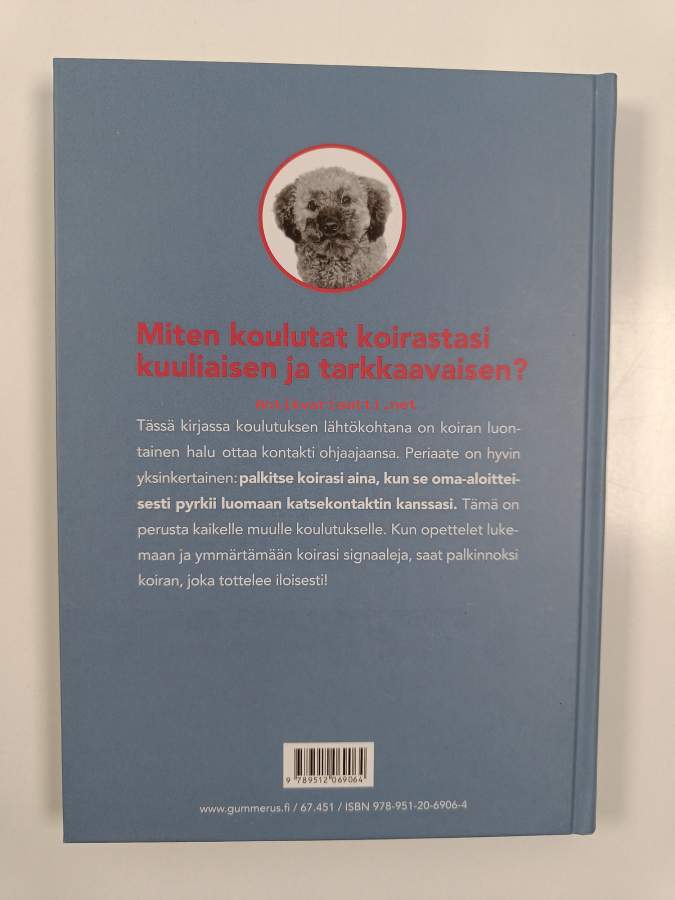 Miten koulutat koirastasi
kuuliaisen ja tarkkaavaisen?
antikvariaatti.net
Tässä kirjassa koulutuksen lähtökohtana on koiran luon-
tainen halu ottaa kontakti ohjaajaansa. Periaate on hyvin
yksinkertainen: palkitse koirasi aina, kun se oma-aloittei-
sesti pyrkii luomaan katsekontaktin kanssasi. Tämä on
perusta kaikelle muulle koulutukselle. Kun opettelet luke-
maan ja ymmärtämään koirasi signaaleja, saat palkinnoksi
koiran, joka tottelee iloisesti!
9 789512 069064
www.gummerus.fi / 67.451 / ISBN 978-951-20-6906-4